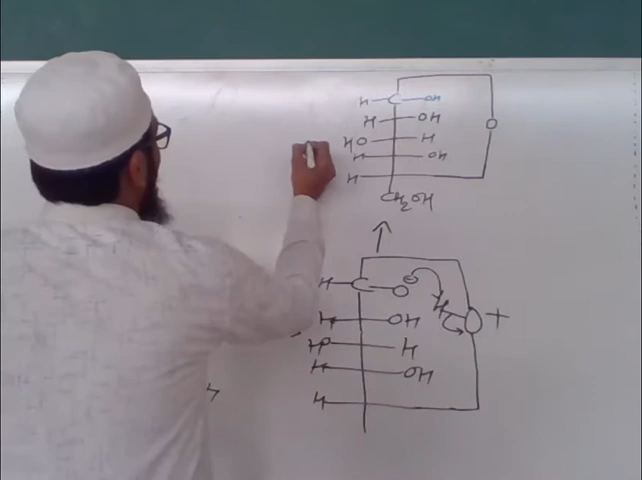 H C OH
H OH
HO H O
H OH
H
CH2OH
H C O ⊖
H O +
H OH
HO H
H OH
H